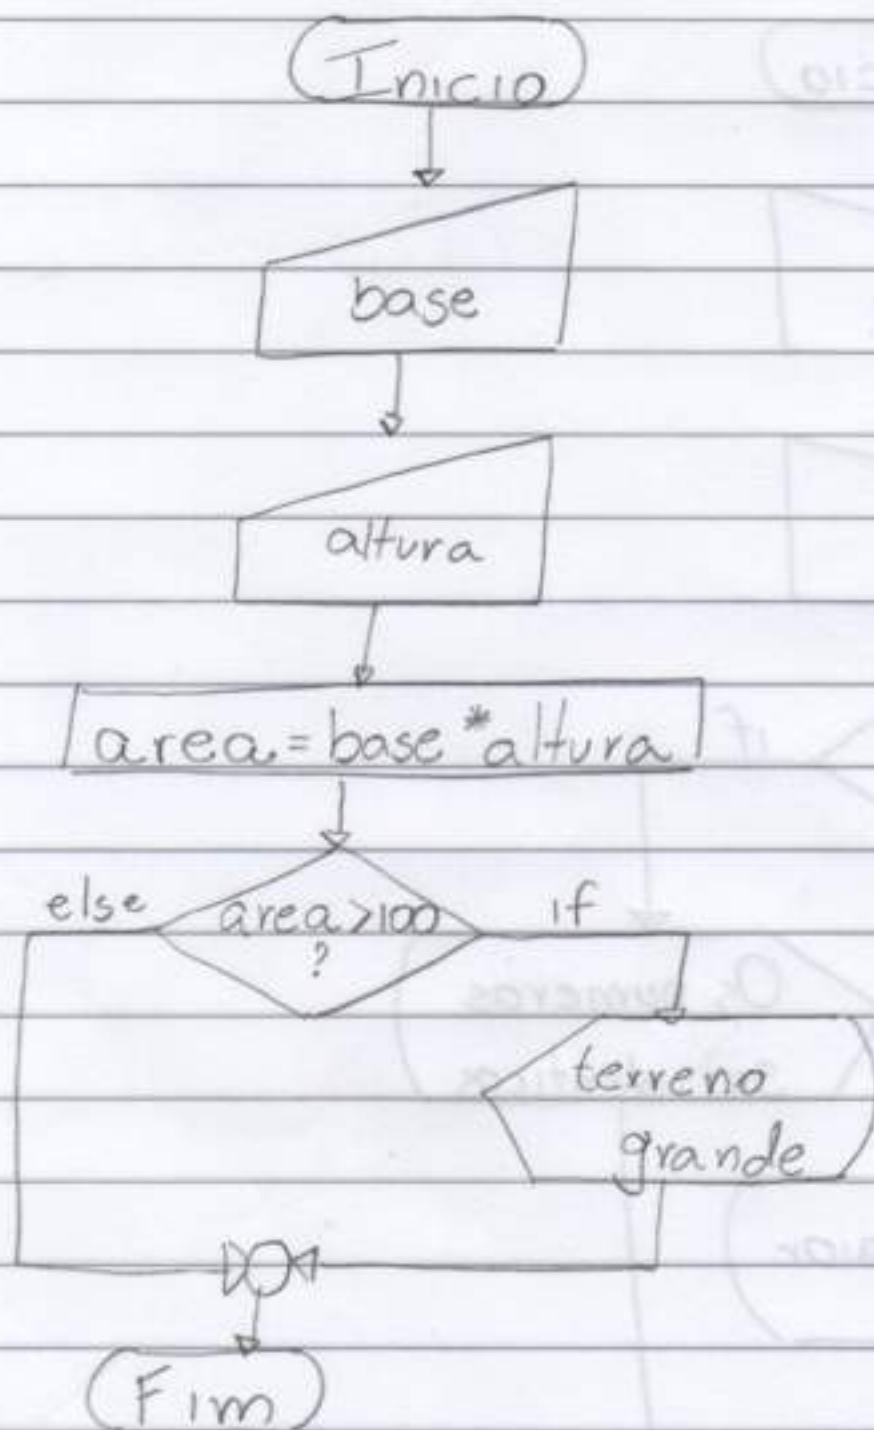 Inicio
base
altura
area=base*altura
else
area>100
?
if
terreno
grande
Fim